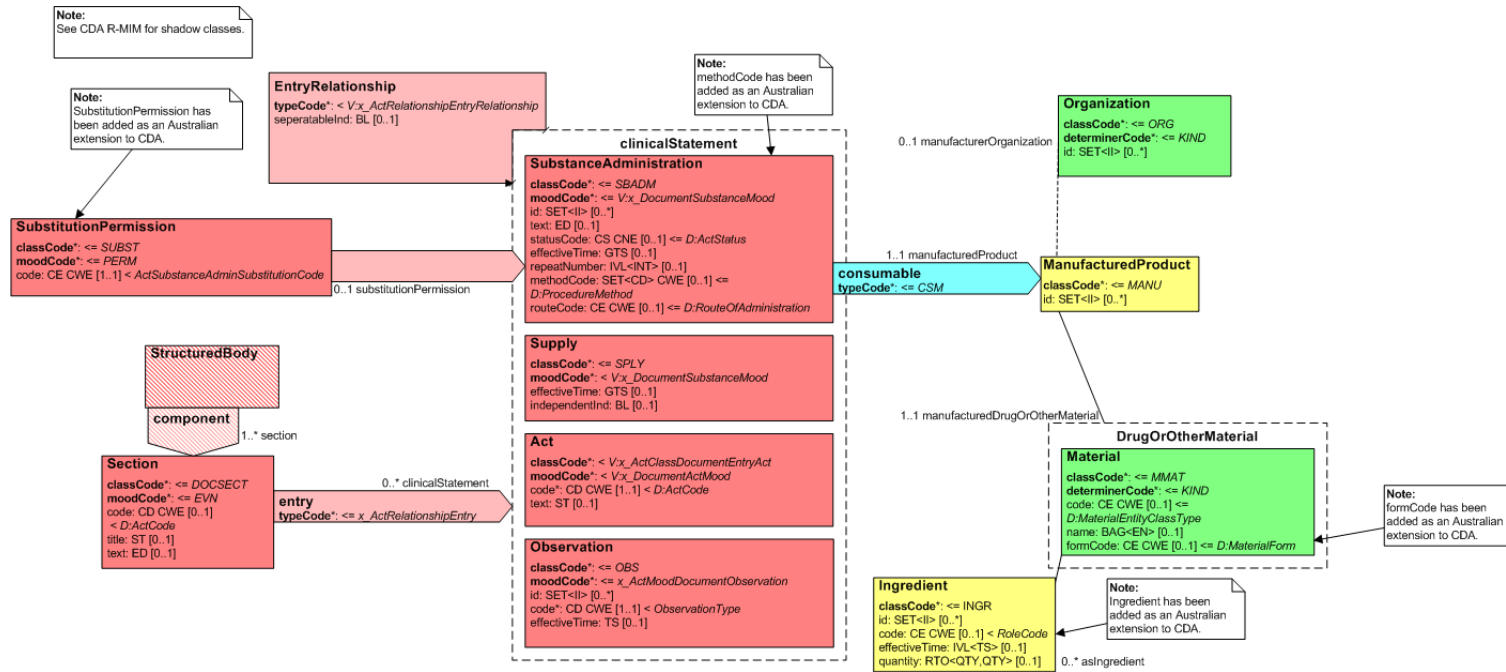 Note:
See CDA R-MIM for shadow classes.
Note:
SubstitutionPermission has
been added as an Australian
extension to CDA.
EntryRelationship
typeCode*: < V:x_ActRelationshipEntryRelationship
seperatableInd: BL [0..1]
Note:
methodCode has been
added as an Australian
extension to CDA.
clinicalStatement
SubstanceAdministration
classCode*: <= SBADM
moodCode*: <= V:x_DocumentSubstanceMood
id: SET<II> [0..*]
text: ED [0..1]
statusCode: CS CNE [0..1] <= D:ActStatus
effectiveTime: GTS [0..1]
repeatNumber: IVL<INT> [0..1]
methodCode: SET<CD> CWE [0..1] <=
D:ProcedureMethod
routeCode: CE CWE [0..1] <= D:RouteOfAdministration
Organization
classCode*: <= ORG
determinerCode*: <= KIND
id: SET<II> [0..*]
0..1 manufacturerOrganization
SubstitutionPermission
classCode*: <= SUBST
moodCode*: <= PERM
code: CE CWE [1..1] < ActSubstanceAdminSubstitutionCode
0..1 substitutionPermission
1..1 manufacturedProduct
consumable
typeCode*: <= CSM
ManufacturedProduct
classCode*: <= MANU
id: SET<II> [0..*]
StructuredBody
component
1..* section
Supply
classCode*: <= SPLY
moodCode*: < V:x_DocumentSubstanceMood
effectiveTime: GTS [0..1]
independentInd: BL [0..1]
1..1 manufacturedDrugOrOtherMaterial
Section
classCode*: <= DOCSECT
moodCode*: <= EVN
code: CD CWE [0..1]
< D:ActCode
title: ST [0..1]
text: ED [0..1]
0..* clinicalStatement
entry
typeCode*: <= x_ActRelationshipEntry
Act
classCode*: < V:x_ActClassDocumentEntryAct
moodCode*: < V:x_DocumentActMood
code*: CD CWE [1..1] < D:ActCode
text: ST [0..1]
DrugOrOtherMaterial
Material
classCode*: <= MMAT
determinerCode*: <= KIND
code: CE CWE [0..1] <=
D:MaterialEntityClassType
name: BAG<EN> [0..1]
formCode: CE CWE [0..1] <= D:MaterialForm
Note:
formCode has been
added as an Australian
extension to CDA.
Observation
classCode*: <= OBS
moodCode*: <= x_ActMoodDocumentObservation
id: SET<II> [0..*]
code*: CD CWE [1..1] < ObservationType
effectiveTime: TS [0..1]
Ingredient
classCode*: <= INGR
id: SET<II> [0..*]
code: CE CWE [0..1] < RoleCode
effectiveTime: IVL<TS> [0..1]
quantity: RTO<QTY,QTY> [0..1]
Note:
Ingredient has been
added as an Australian
extension to CDA.
0..* asIngredient